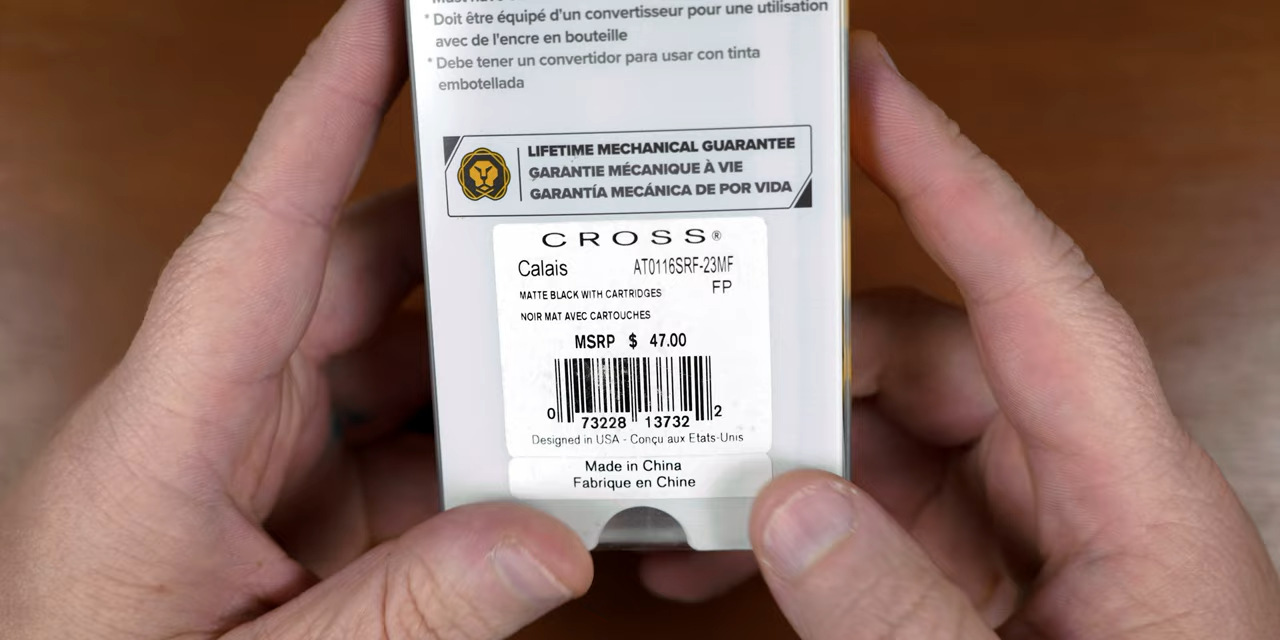 * Doit être équipé d'un convertisseur pour une utilisation
avec de l'encre en bouteille
* Debe tener un convertidor para usar con tinta
embotellada
LIFETIME MECHANICAL GUARANTEE
GARANTIE MÉCANIQUE À VIE
GARANTÍA MECÁNICA DE POR VIDA
CROSS®
Calais AT0116SRF-23MF
MATTE BLACK WITH CARTRIDGES FP
NOIR MAT AVEC CARTOUCHES
MSRP $ 47.00
0 73228 13732 2
Designed in USA - Conçu aux Etats-Unis
Made in China
Fabrique en Chine